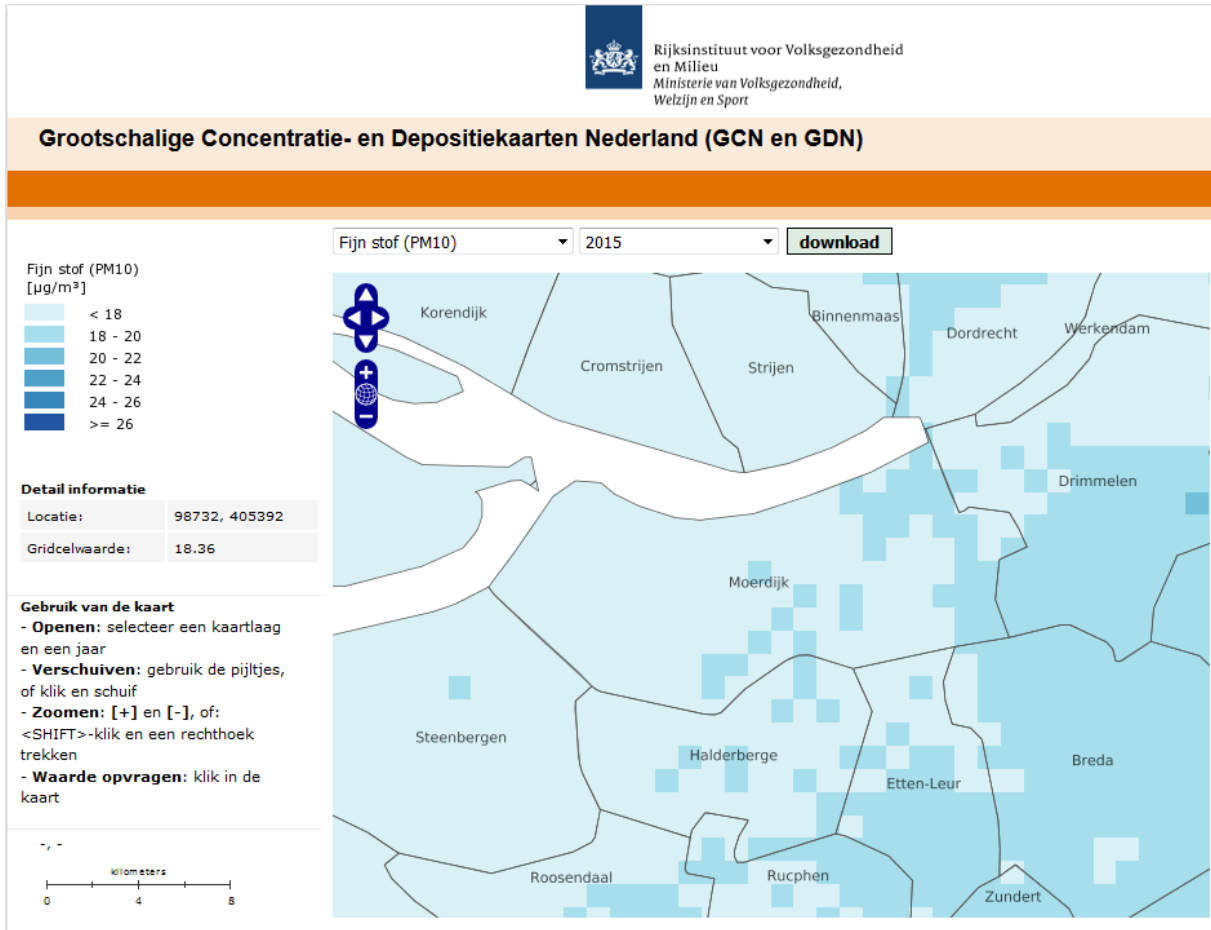 Rijksinstituut voor Volksgezondheid
en Milieu
Ministerie van Volksgezondheid,
Welzijn en Sport
Grootschalige Concentratie- en Depositiekaarten Nederland (GCN en GDN)
Fijn stof (PM10)
2015
download
Fijn stof (PM10)
[µg/m³]
< 18
18 - 20
20 - 22
22 - 24
24 - 26
>= 26
Detail informatie
Locatie: 98732, 405392
Gridcelwaarde: 18.36
Gebruik van de kaart
- Openen: selecteer een kaartlaag
en een jaar
- Verschuiven: gebruik de pijltjes,
of klik en schuif
- Zoomen: [+] en [-], of:
<SHIFT>-klik en een rechthoek
trekken
- Waarde opvragen: klik in de
kaart
-, -
kilometers
0 4 8
Korendijk
Binnenmaas
Dordrecht
Werkendam
Cromstrijen
Strijen
Drimmelen
Moerdijk
Steenbergen
Halderberge
Breda
Etten-Leur
Roosendaal
Rucphen
Zundert